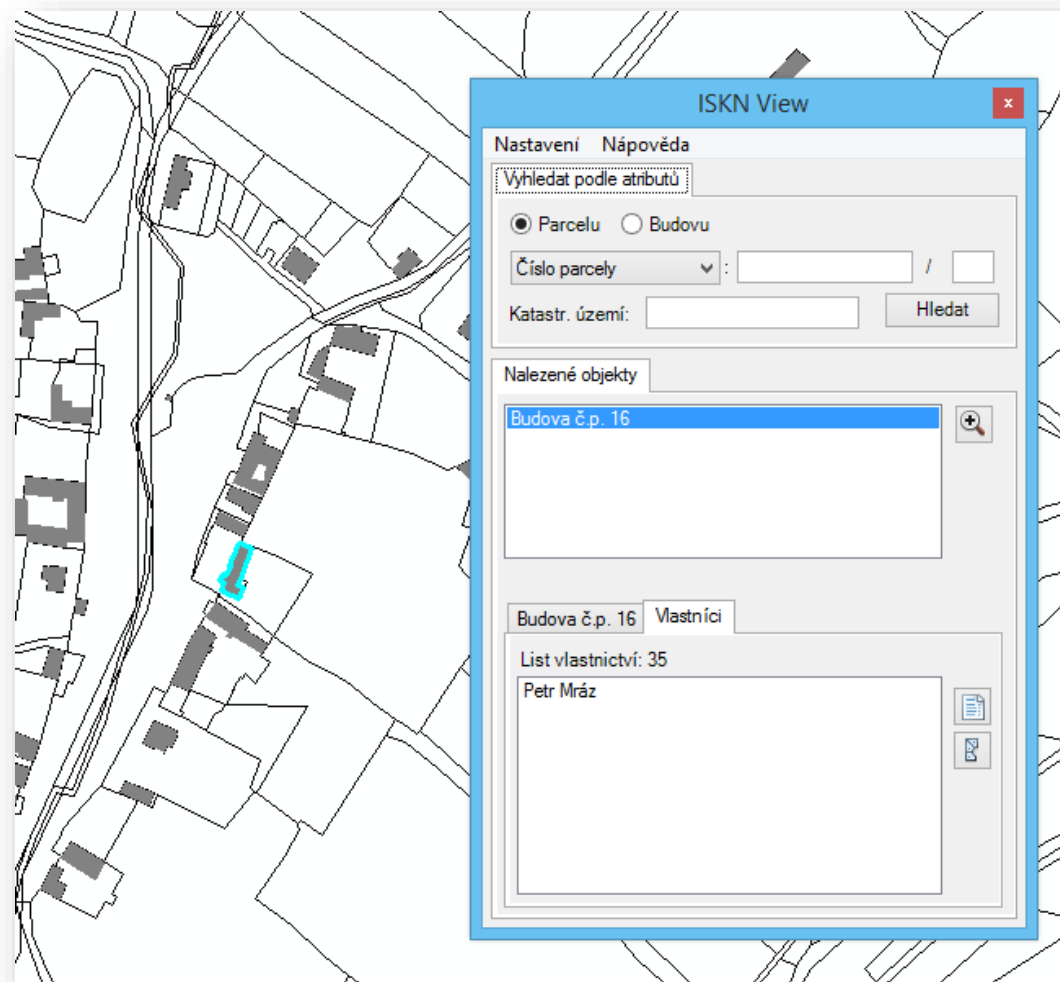 ISKN View
x
Nastavení Nápověda
Vyhledat podle atributů
Parcelu Budovu
Číslo parcely : /
Katastr. území: Hledat
Nalezené objekty
Budova č.p. 16
Budova č.p. 16 Vlastníci
List vlastnictví: 35
Petr Mráz